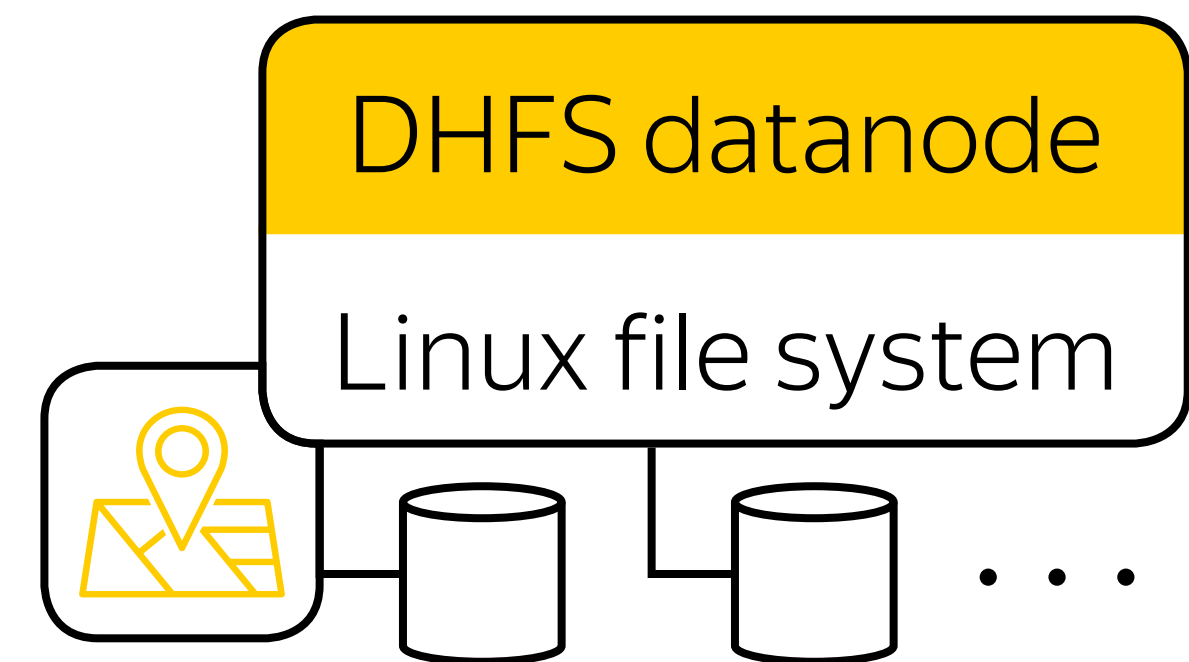 DHFS datanode
Linux file system
. . .